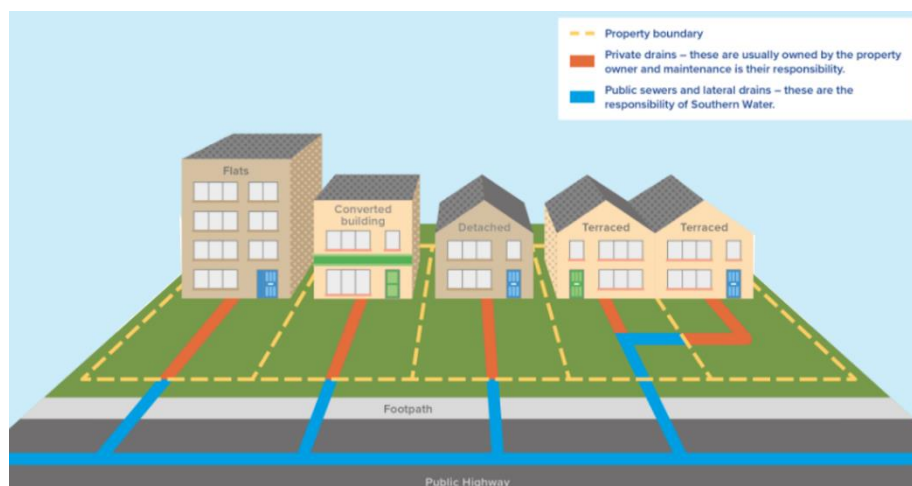 Property boundary
Private drains – these are usually owned by the property
owner and maintenance is their responsibility.
Public sewers and lateral drains – these are the
responsibility of Southern Water.
Flats
Converted
building
Detached
Terraced
Terraced
Footpath
Public Highway